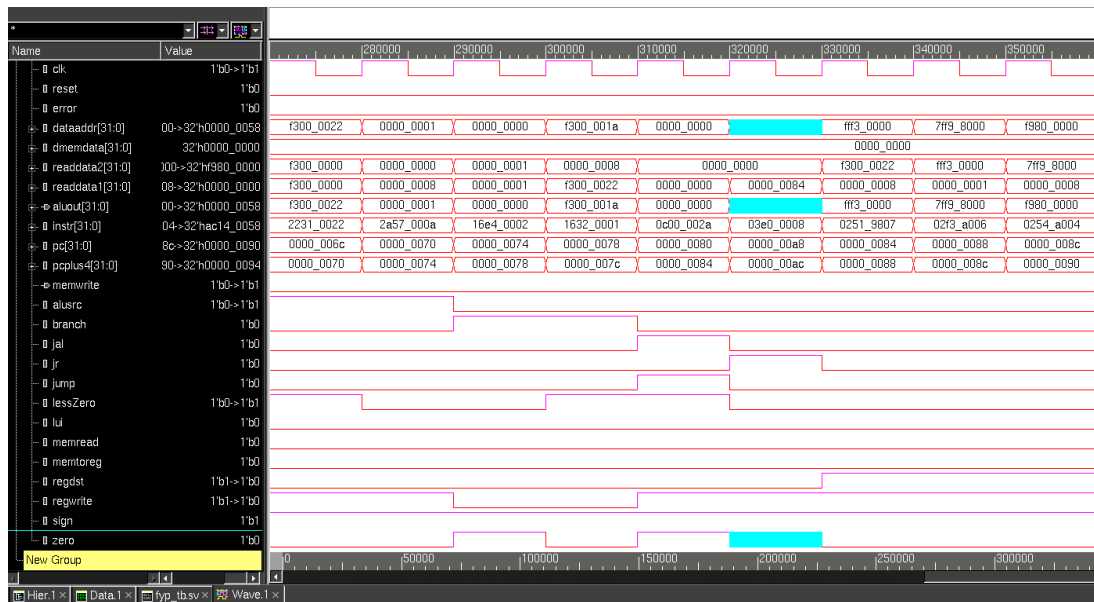 *
Name Value
280000 290000 300000 310000 320000 330000 340000 350000
clk 1'b0->1'b1
reset 1'b0
error 1'b0
dataaddr[31:0] 00->32'h0000_0058 f300_0022 0000_0001 0000_0000 f300_001a 0000_0000 fff3_0000 7ff9_8000 f980_0000
dmemdata[31:0] 32'h0000_0000 0000_0000
readdata2[31:0] 000->32'hf980_0000 f300_0000 0000_0000 0000_0001 0000_0008 0000_0000 f300_0022 fff3_0000 7ff9_8000
readdata1[31:0] 08->32'h0000_0000 f300_0000 0000_0008 0000_0001 f300_0022 0000_0000 0000_0084 0000_0008 0000_0001 0000_0008
aluout[31:0] 00->32'h0000_0058 f300_0022 0000_0001 0000_0000 f300_001a 0000_0000 fff3_0000 7ff9_8000 f980_0000
instr[31:0] 04->32'hac14_0058 2231_0022 2a57_000a 16e4_0002 1632_0001 0c00_002a 03e0_0008 0251_9807 02f3_a006 0254_a004
pc[31:0] 8c->32'h0000_0090 0000_006c 0000_0070 0000_0074 0000_0078 0000_0080 0000_00a8 0000_0084 0000_0088 0000_008c
pcplus4[31:0] 90->32'h0000_0094 0000_0070 0000_0074 0000_0078 0000_007c 0000_0084 0000_00ac 0000_0088 0000_008c 0000_0090
memwrite 1'b0->1'b1
alusrc 1'b0->1'b1
branch 1'b0
jal 1'b0
jr 1'b0
jump 1'b0
lessZero 1'b0->1'b1
lui 1'b0
memread 1'b0
memtoreg 1'b0
regdst 1'b1->1'b0
regwrite 1'b1->1'b0
sign 1'b1
zero 1'b0
New Group 0 50000 100000 150000 200000 250000 300000
Hier.1 Data.1 fyp_tb.sv Wave.1